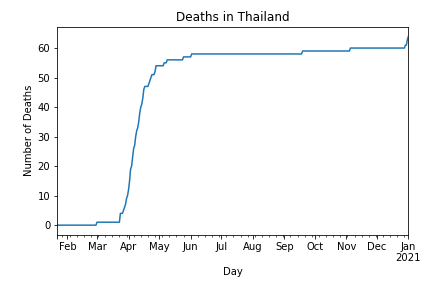 Deaths in Thailand
Number of Deaths
60
50
40
30
20
10
0
Feb Mar Apr May Jun Jul Aug Sep Oct Nov Dec Jan
2021
Day